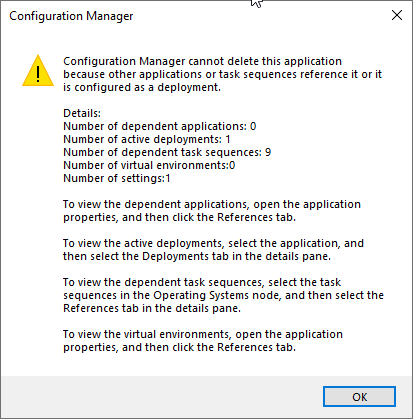 Configuration Manager
Configuration Manager cannot delete this application
because other applications or task sequences reference it or it
is configured as a deployment.
Details:
Number of dependent applications: 0
Number of active deployments: 1
Number of dependent task sequences: 9
Number of virtual environments:0
Number of settings:1
To view the dependent applications, open the application
properties, and then click the References tab.
To view the active deployments, select the application, and
then select the Deployments tab in the details pane.
To view the dependent task sequences, select the task
sequences in the Operating Systems node, and then select the
References tab in the details pane.
To view the virtual environments, open the application
properties, and then click the References tab.
OK